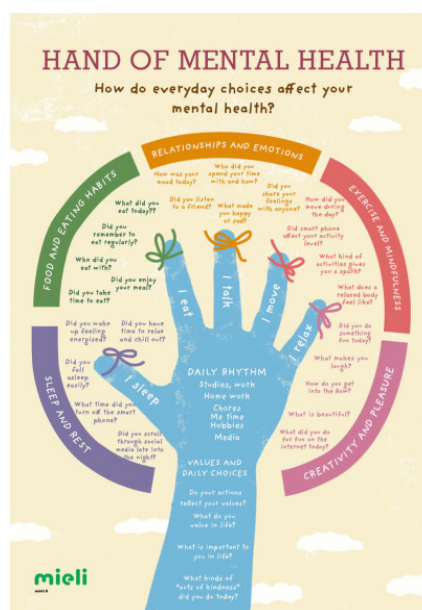 HAND OF MENTAL HEALTH
How do everyday choices affect your
mental health?
SLEEP AND REST
Did you wake
up feeling
energized?
Did you have
time to relax
and chill out?
Did you
fall
asleep
easily?
What time did you
turn off the smart
phone?
Did you scroll
through social
media late into
the night?
I sleep
FOOD AND EATING HABITS
What did you
eat today??
Did you
remember to
eat regularly?
Who did you
eat with?
Did you enjoy
your meal?
Did you take
time to eat?
I eat
RELATIONSHIPS AND EMOTIONS
How was your
mood today?
Who did you
spend your time
with and how?
Did you listen
to a friend?
What made you
happy
or sad?
Did you
share your
feelings
with anyone?
I talk
EXERCISE AND MINDFULNESS
How did you
move during
the day?
Did smart phone
affect your activity
level?
What kind of
activities gives
you a spark?
What does a
relaxed body
feel like?
I move
CREATIVITY AND PLEASURE
Did you do
something
fun today?
What makes you
laugh?
How do you get
into the flow?
What is beautiful?
What did you do
for fun on the
internet today?
I relax
DAILY RHYTHM
Studies, work
Home work
Chores
Me time
Hobbies
Media
VALUES AND
DAILY CHOICES
Do your actions
reflect your values?
What do you
value in life?
What is important to
you in life?
What kinds of
"acts of kindness"
did you do today?
mieli